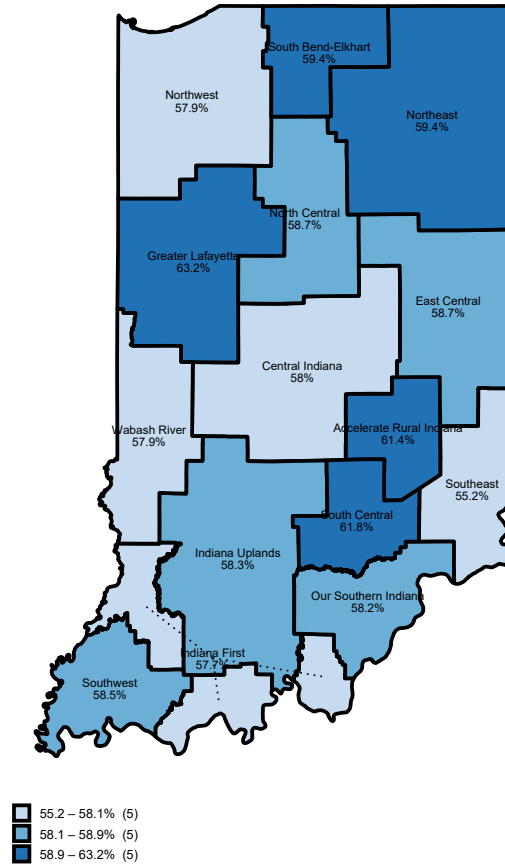 South Bend-Elkhart
59.4%
Northwest
57.9%
Northeast
59.4%
North Central
58.7%
Greater Lafayette
63.2%
East Central
58.7%
Central Indiana
58%
Wabash River
57.9%
Accelerate Rural Indiana
61.4%
Southeast
55.2%
South Central
61.8%
Indiana Uplands
58.3%
Our Southern Indiana
58.2%
Indiana First
57.7%
Southwest
58.5%
55.2 – 58.1% (5)
58.1 – 58.9% (5)
58.9 – 63.2% (5)